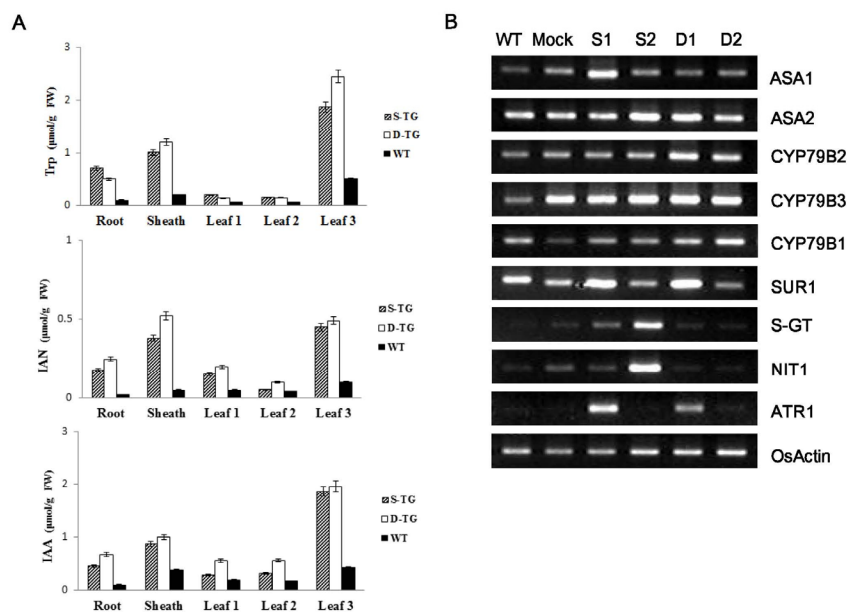 A
Trp (µmol/g FW)
3
2
1
0
Root Sheath Leaf 1 Leaf 2 Leaf 3
S-TG
D-TG
WT
IAN (µmol/g FW)
1
0.5
0
Root Sheath Leaf 1 Leaf 2 Leaf 3
S-TG
D-TG
WT
IAA (µmol/g FW)
3
2
1
0
Root Sheath Leaf 1 Leaf 2 Leaf 3
S-TG
D-TG
WT
B
WT Mock S1 S2 D1 D2
ASA1
ASA2
CYP79B2
CYP79B3
CYP79B1
SUR1
S-GT
NIT1
ATR1
OsActin